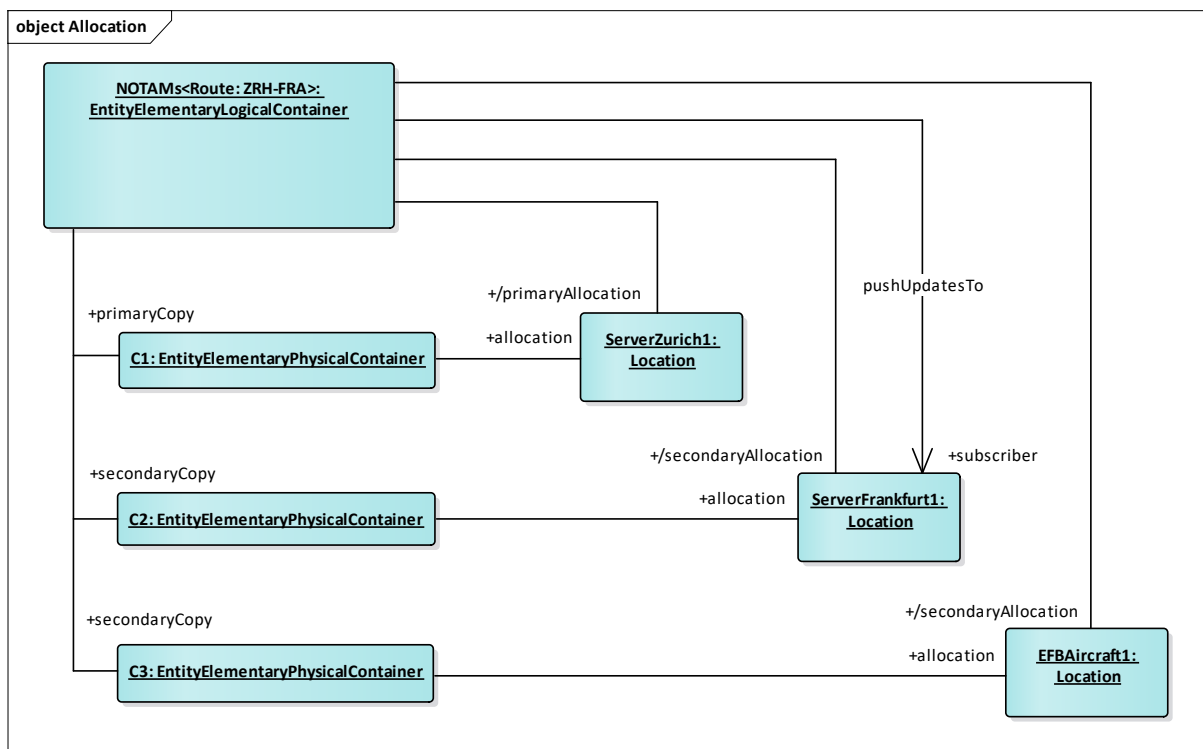 object Allocation
NOTAMs<Route: ZRH-FRA>:
EntityElementaryLogicalContainer
pushUpdatesTo
+/primaryAllocation
+primaryCopy
+allocation
C1: EntityElementaryPhysicalContainer
ServerZurich1:
Location
+/secondaryAllocation
+subscriber
+secondaryCopy
+allocation
C2: EntityElementaryPhysicalContainer
ServerFrankfurt1:
Location
+/secondaryAllocation
+secondaryCopy
+allocation
C3: EntityElementaryPhysicalContainer
EFBAircraft1:
Location